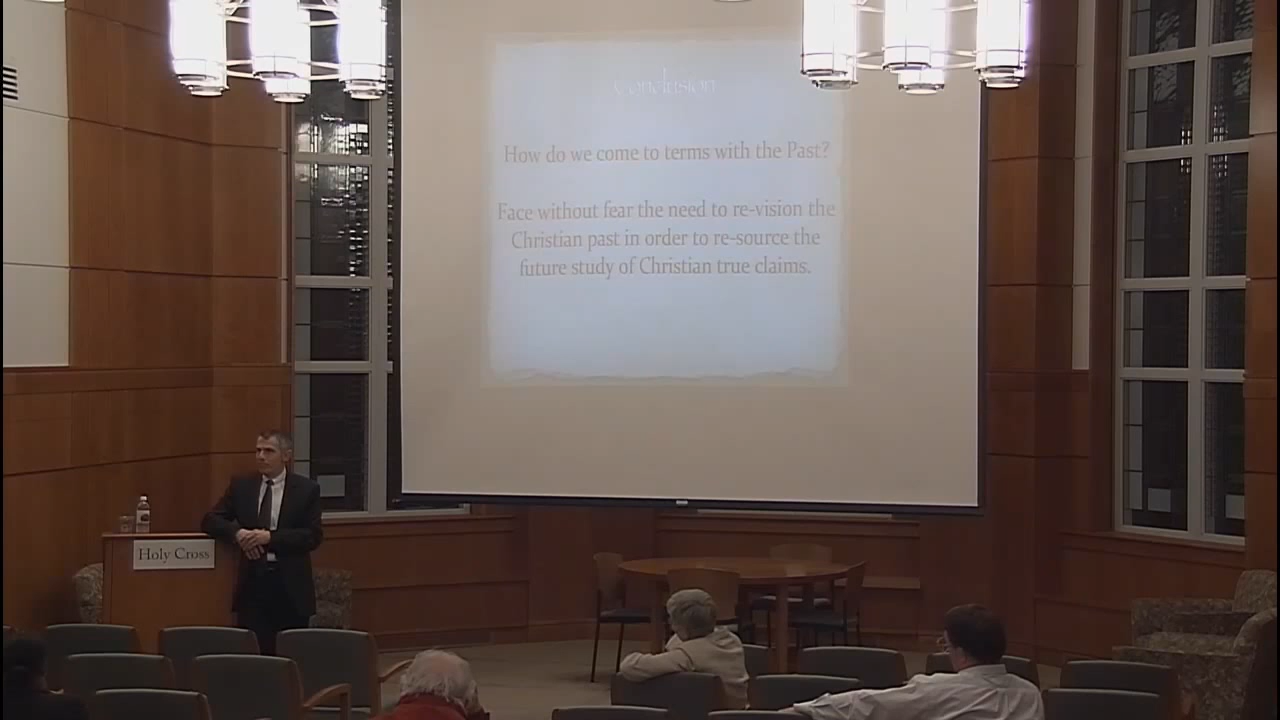 Conclusion
How do we come to terms with the Past?
Face without fear the need to re-vision the
Christian past in order to re-source the
future study of Christian true claims.
Holy Cross